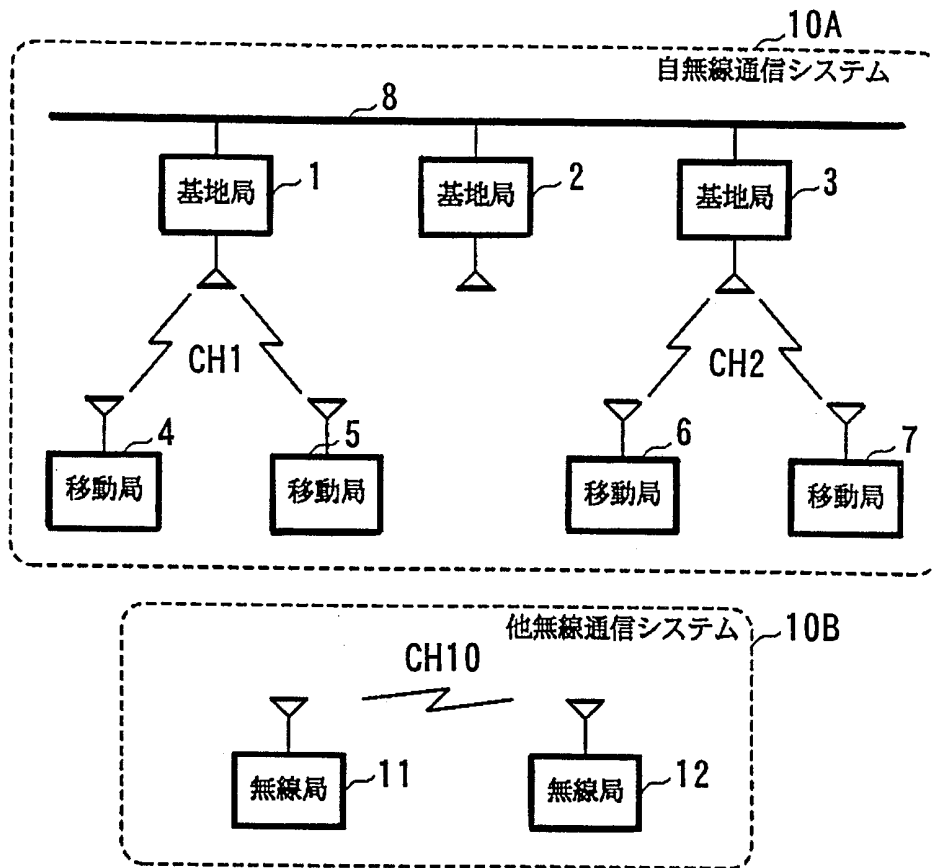 10A
自無線通信システム
8
基地局 1
基地局 2
基地局 3
CH1
CH2
4
5
6
7
移動局
移動局
移動局
移動局
他無線通信システム
10B
CH10
無線局 11
無線局 12